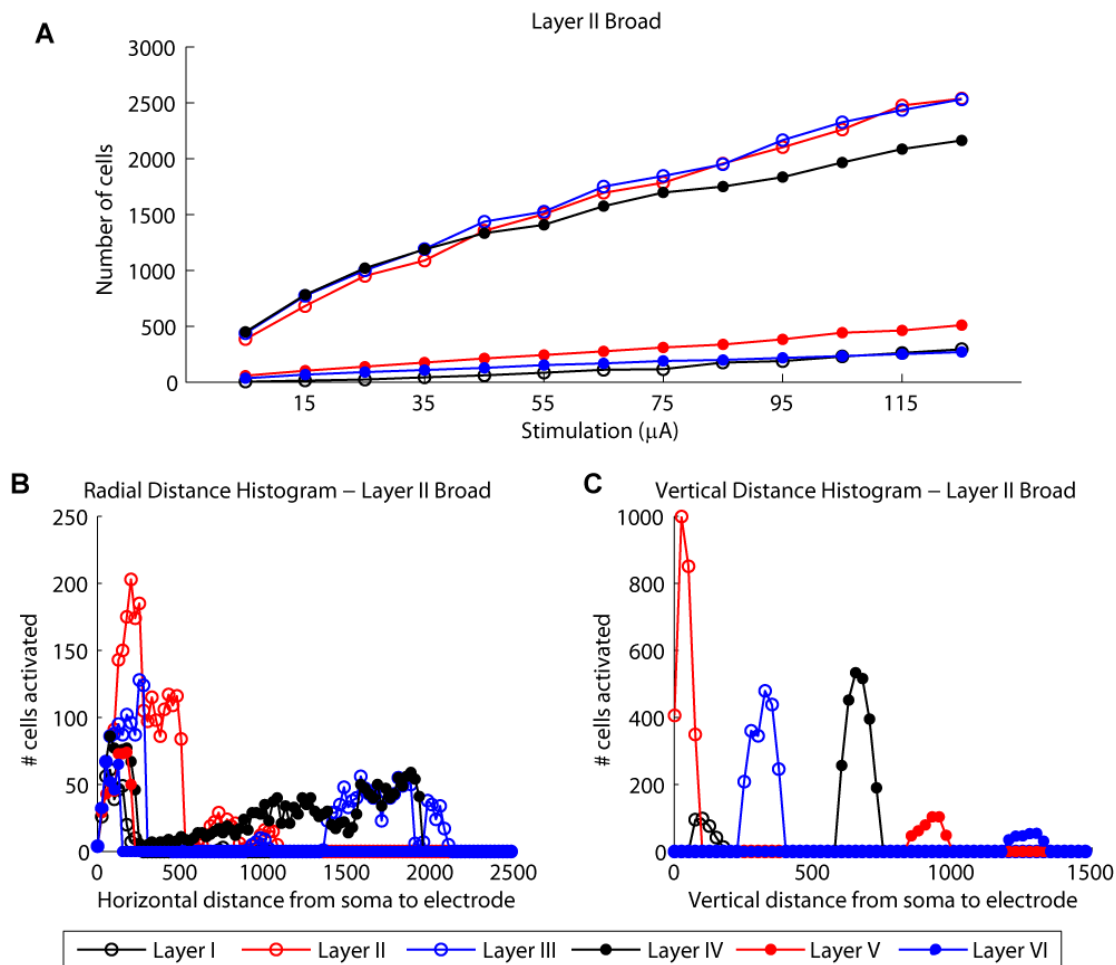 A
Layer II Broad
3000
2500
2000
1500
1000
500
0
Number of cells
15 35 55 75 95 115
Stimulation (μA)
B
Radial Distance Histogram – Layer II Broad
250
200
150
100
50
0
# cells activated
0 500 1000 1500 2000 2500
Horizontal distance from soma to electrode
C
Vertical Distance Histogram – Layer II Broad
1000
800
600
400
200
0
# cells activated
0 500 1000 1500
Vertical distance from soma to electrode
Layer I Layer II Layer III Layer IV Layer V Layer VI